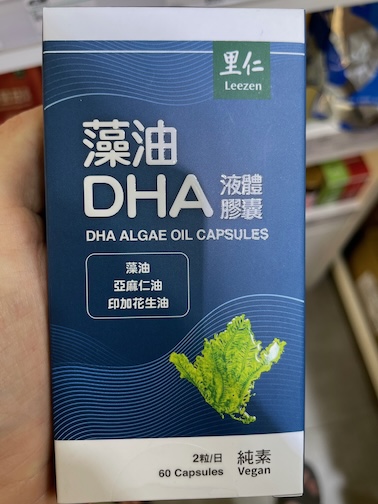 里仁
Leezen
藻油
DHA 液體
膠囊
DHA ALGAE OIL CAPSULES
藻油
亞麻仁油
印加花生油
2粒/日
60 Capsules
純素
Vegan